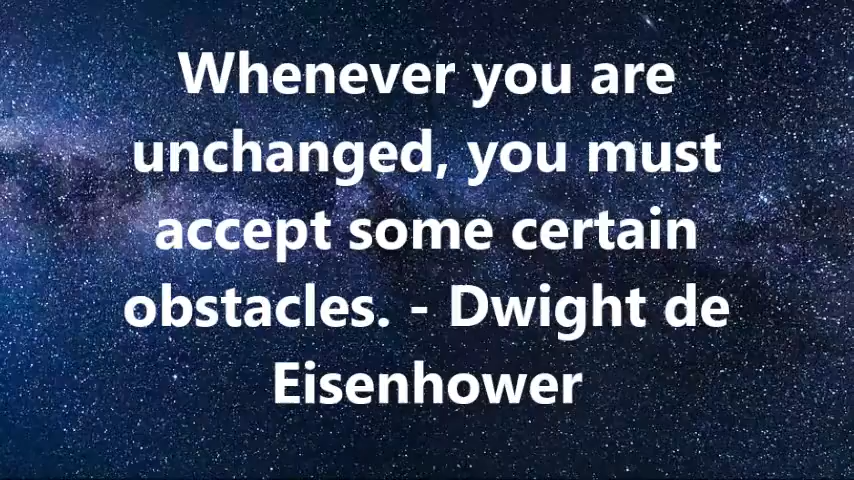 Whenever you are
unchanged, you must
accept some certain
obstacles. - Dwight de
Eisenhower